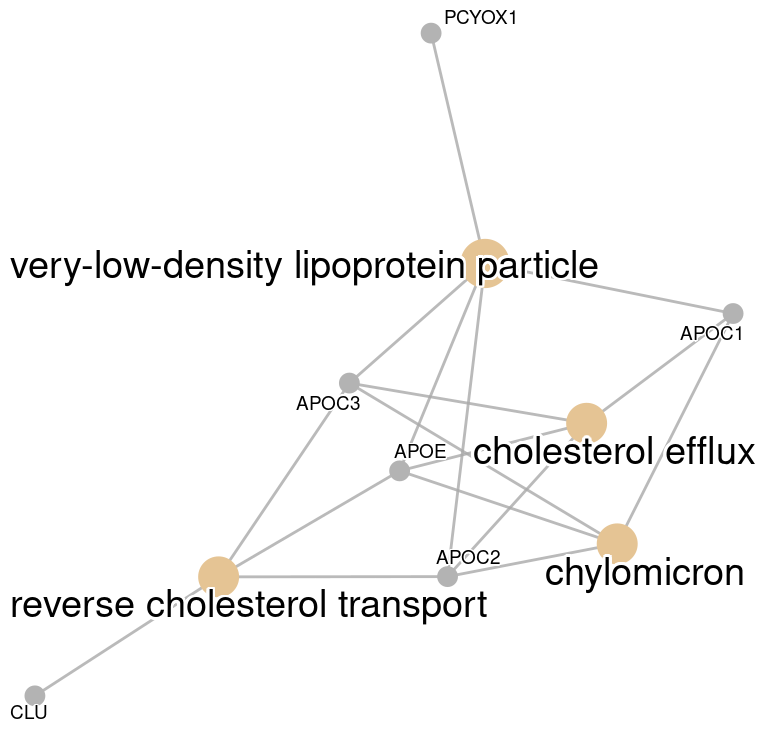 PCYOX1
very-low-density lipoprotein particle
APOC1
APOC3
APOE
cholesterol efflux
APOC2
chylomicron
reverse cholesterol transport
CLU